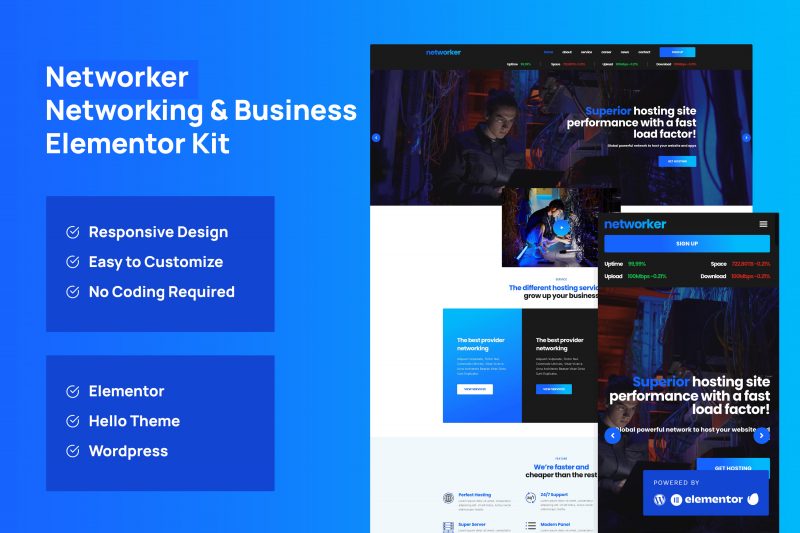 Networker
Networking & Business
Elementor Kit
Responsive Design
Easy to Customize
No Coding Required
Elementor
Hello Theme
Wordpress
networker
home about service career news contact
SIGN UP
Uptime 99,99%
Space
Upload 100Mbps -0.21%
Download 100Mbps -0.21%
Superior hosting site
performance with a fast
load factor!
Global powerful network to host your website and apps
GET HOSTING
SERVICE
The different hosting servic
grow up your business
The best provider
networking
VIEW SERVICES
The best provider
networking
VIEW SERVICES
FEATURE
We're faster and
cheaper than the rest
Perfect Hosting
24/7 Support
Super Server
Modern Panel
networker
SIGN UP
Uptime 99,99%
Space 722,801TB -0.21%
Upload 100Mbps -0.21%
Download 100Mbps -0.21%
Superior hosting site
performance with a fast
load factor!
Global powerful network to host your website and
GET HOSTING
POWERED BY
elementor